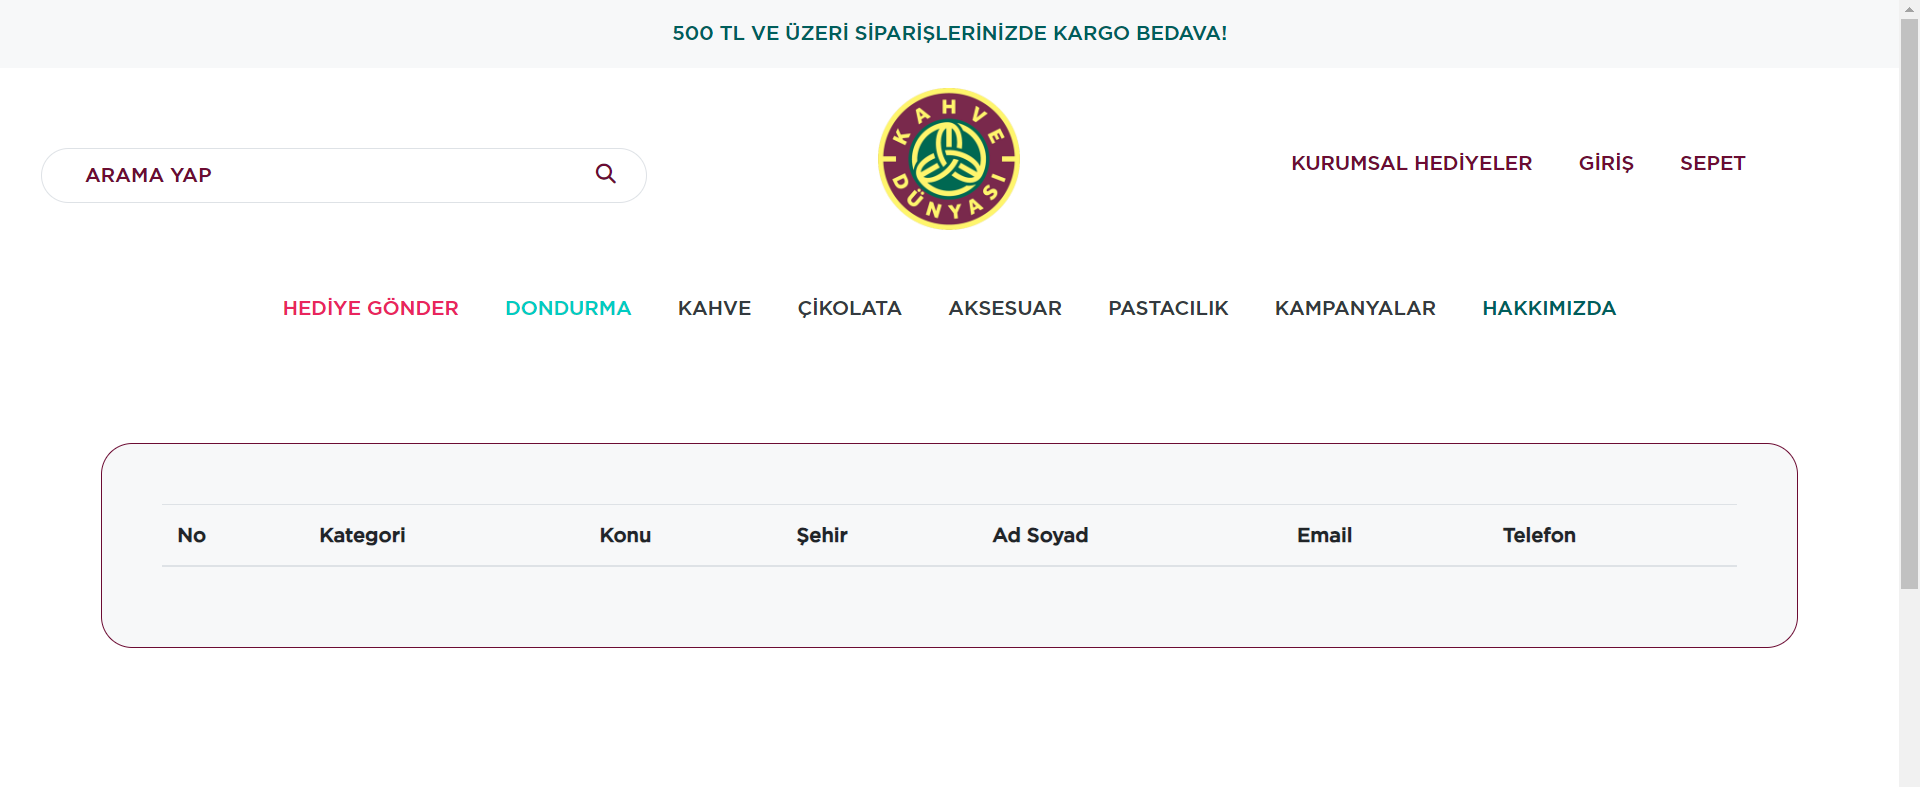 500 TL VE ÜZERİ SİPARİŞLERİNİZDE KARGO BEDAVA!
ARAMA YAP
KAHVE DÜNYASI
KURUMSAL HEDİYELER GİRİŞ SEPET
HEDİYE GÖNDER DONDURMA KAHVE ÇİKOLATA AKSESUAR PASTACILIK KAMPANYALAR HAKKIMIZDA
No Kategori Konu Şehir Ad Soyad Email Telefon